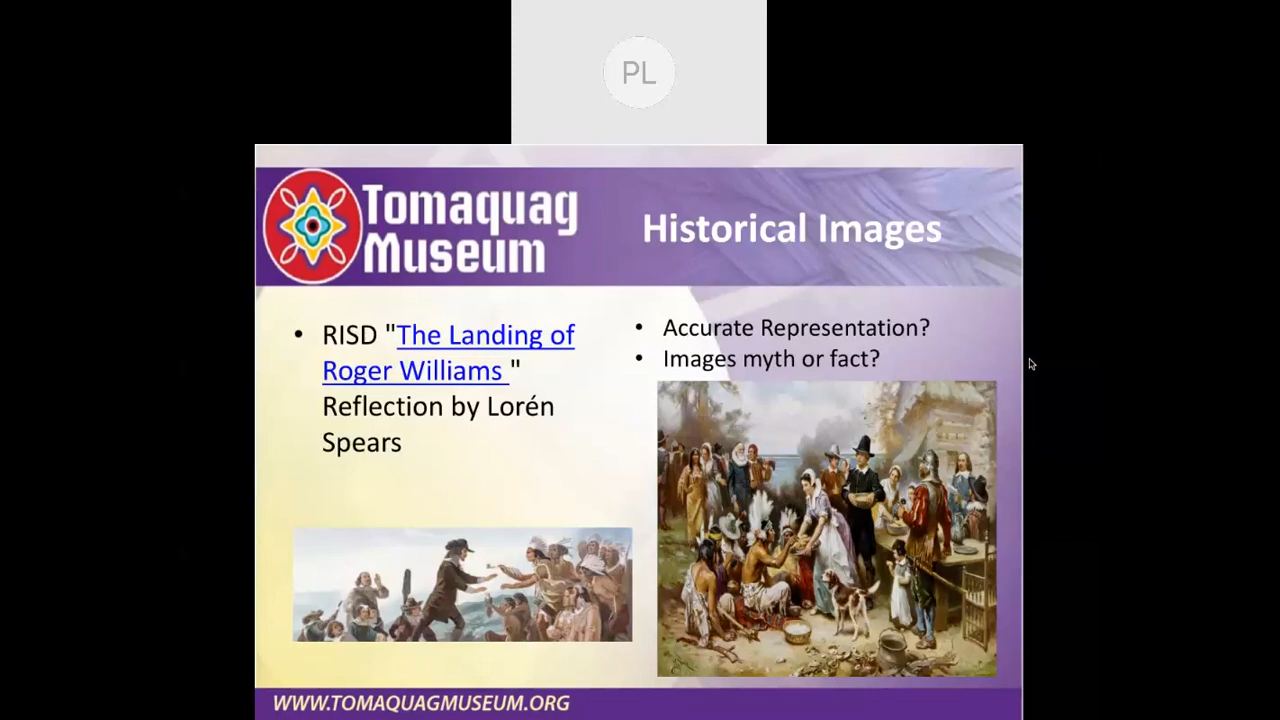 PL
Tomaquag
Museum
Historical Images
• RISD "The Landing of
Roger Williams "
Reflection by Lorén
Spears
• Accurate Representation?
• Images myth or fact?
WWW.TOMAQUAGMUSEUM.ORG